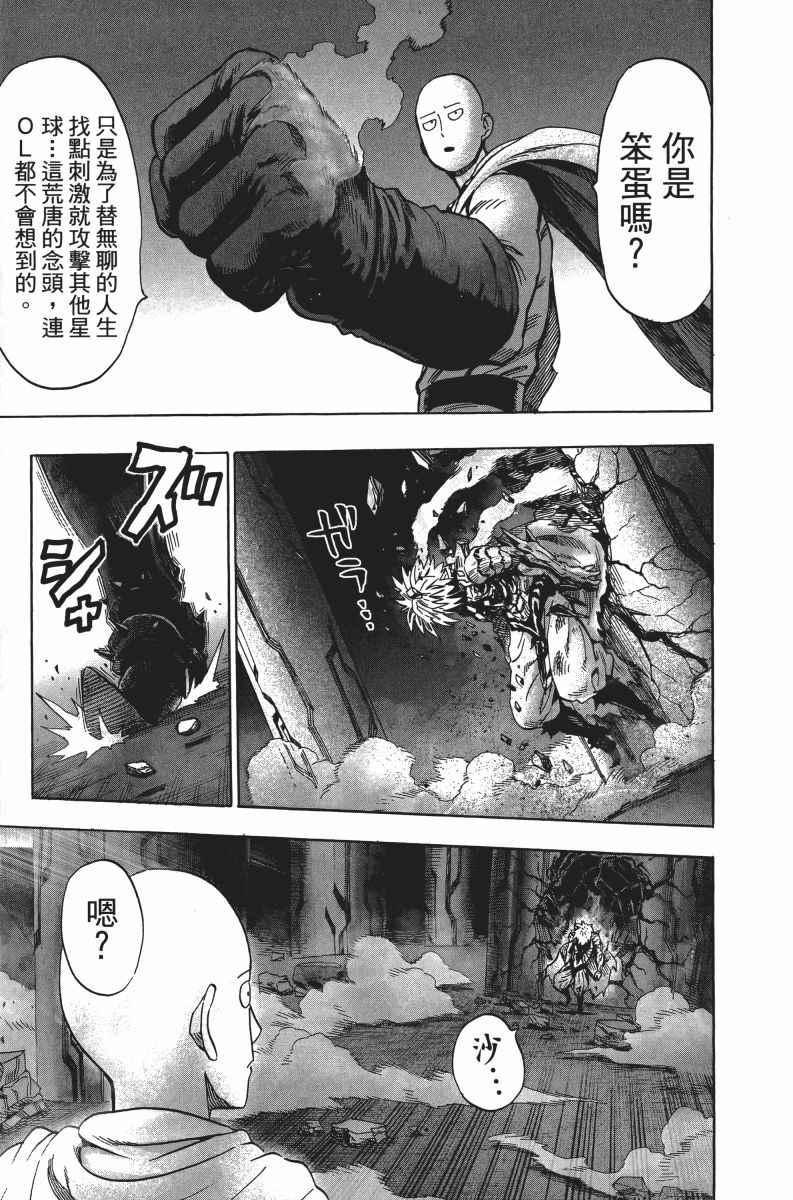 你是
笨蛋嗎？
只是為了替無聊的人生
找點刺激就攻擊其他星
球…這荒唐的念頭，連
ＯＬ都不會想到的。
ガラ…
ズッ
シャ
沙…
嗯？